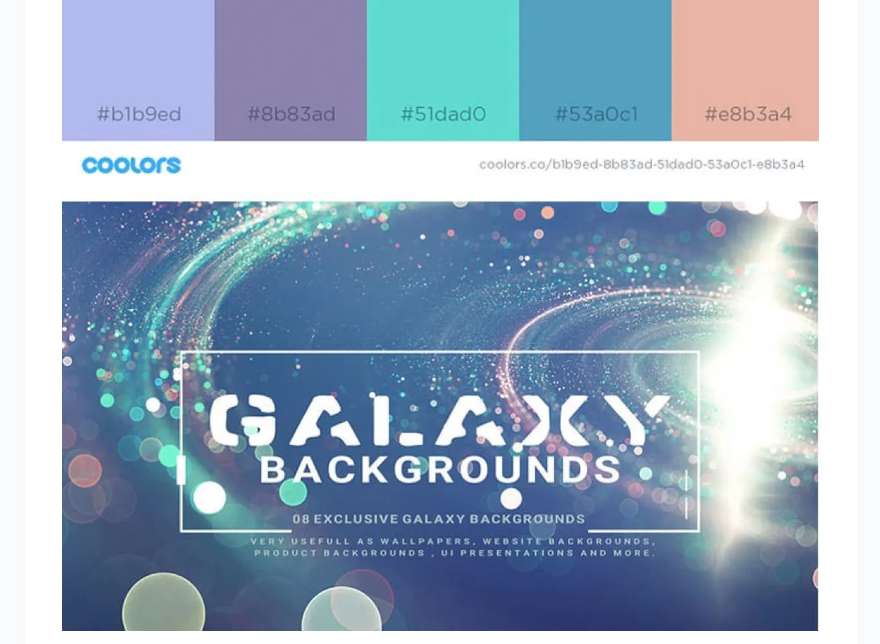 #b1b9ed #8b83ad #51dad0 #53a0c1 #e8b3a4
coolors coolors.co/b1b9ed-8b83ad-51dad0-53a0c1-e8b3a4
GALAXY
BACKGROUNDS
08 EXCLUSIVE GALAXY BACKGROUNDS
VERY USEFULL AS WALLPAPERS, WEBSITE BACKGROUNDS,
PRODUCT BACKGROUNDS , UI PRESENTATIONS AND MORE.